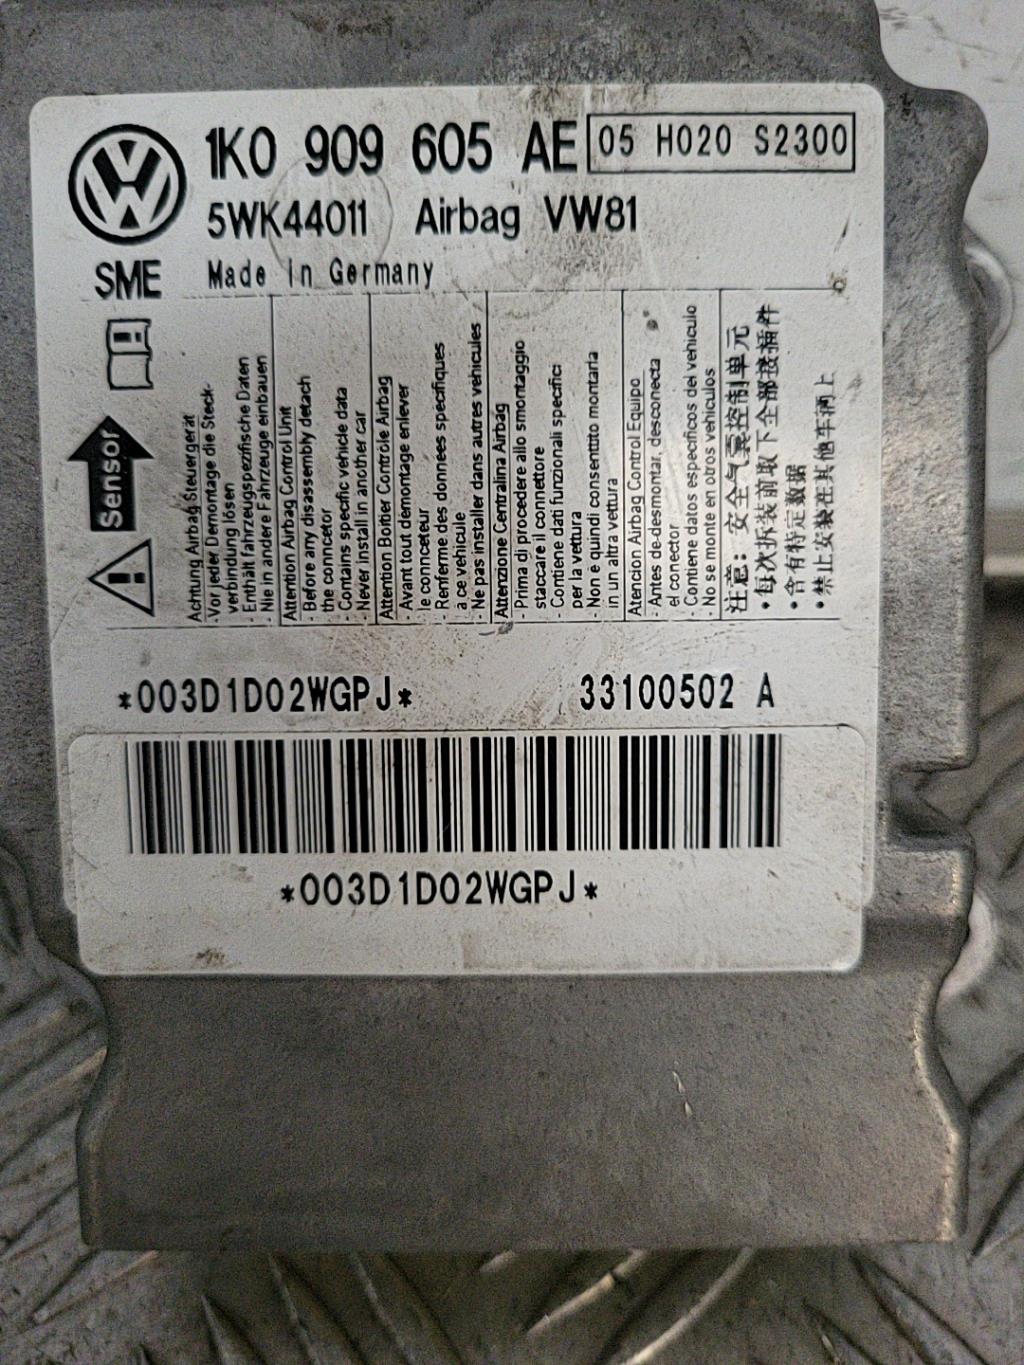 1K0 909 605 AE
05 H020 S2300
5WK44011 Airbag VW81
SME
Made in Germany
Sensor
Achtung Airbag Steuergerät
-Vor jeder Demontage die Steck-
verbindung lösen
- Enthält fahrzeugspezifische Daten
- Nie in andere Fahrzeuge einbauen
Attention Airbag Control Unit
- Before any disassembly detach
the conncetor
- Contains specific vehicle data
- Never install in another car
Attention Boitier Contrôle Airbag
- Avant tout demontage enlever
le connceteur
- Renferme des données specifiques
à ce vehicule
- Ne pas installer dans autres vehicules
Attenzione Centralina Airbag
- Prima di procedere allo smontaggio
staccare il connettore
- Contiene dati funzionali specifici
per la vettura
- Non è quindi consentito montarla
in un altra vettura
Atencion Airbag Control Equipo
- Antes de desmontar, desconecta
el conector
- Contiene datos especificos del vehiculo
- No se monte en otros vehiculos
注意：安全气囊控制单元
•每次拆装前取下全部接插件
•含有特定数据
•禁止安装在其他车辆上
*003D1D02WGPJ*
33100502 A
*003D1D02WGPJ*